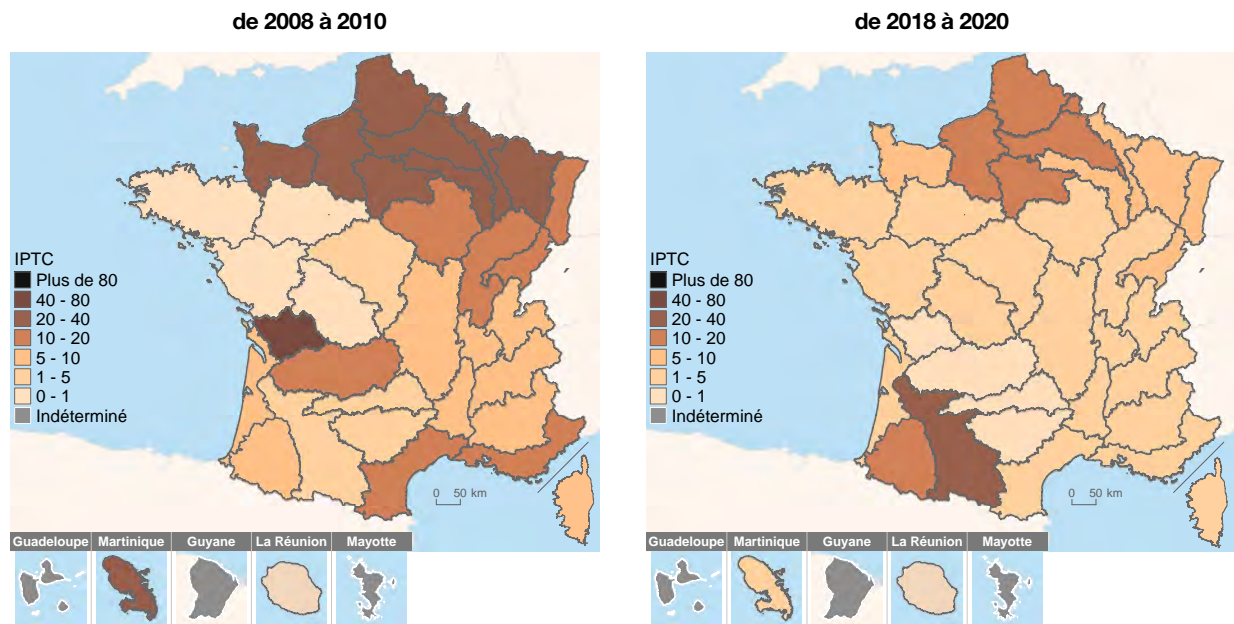 de 2008 à 2010
IPTC
Plus de 80
40 - 80
20 - 40
10 - 20
5 - 10
1 - 5
0 - 1
Indéterminé
0 50 km
Guadeloupe Martinique Guyane La Réunion Mayotte
de 2018 à 2020
IPTC
Plus de 80
40 - 80
20 - 40
10 - 20
5 - 10
1 - 5
0 - 1
Indéterminé
0 50 km
Guadeloupe Martinique Guyane La Réunion Mayotte